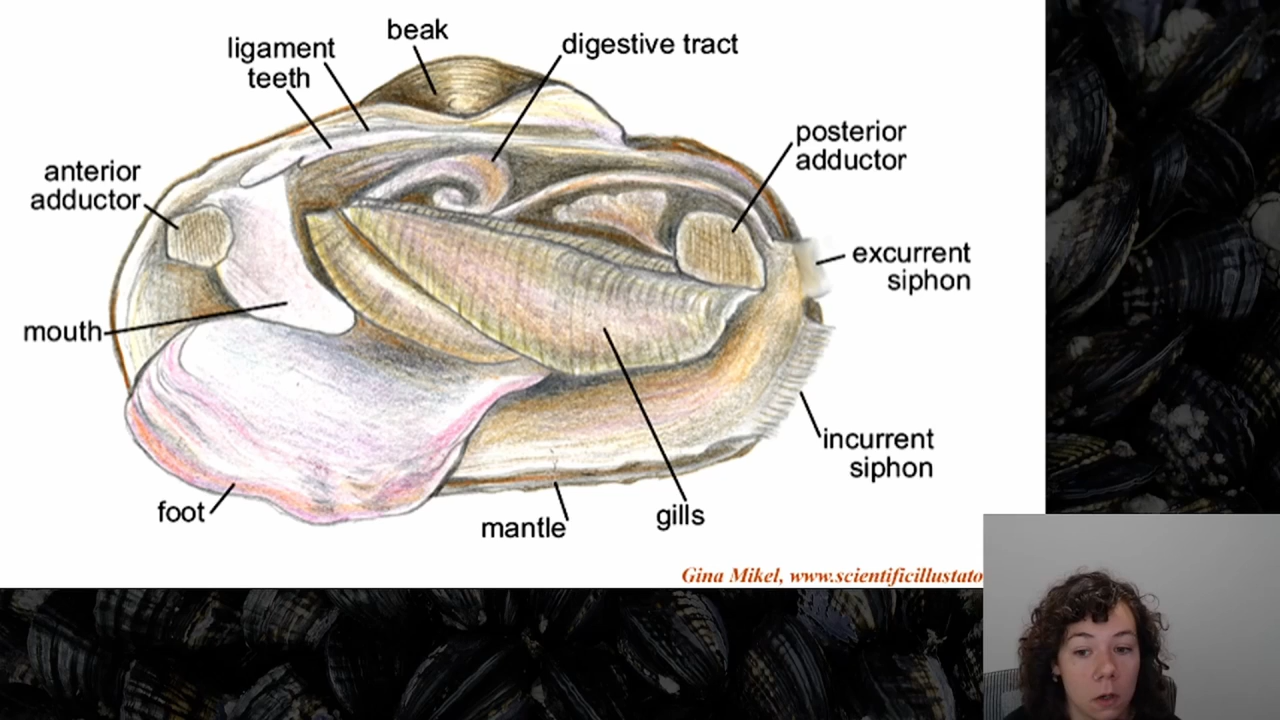 beak
ligament
teeth
digestive tract
posterior
adductor
anterior
adductor
excurrent
siphon
mouth
incurrent
siphon
foot
mantle
gills
Gina Mikel, www.scientificillustato